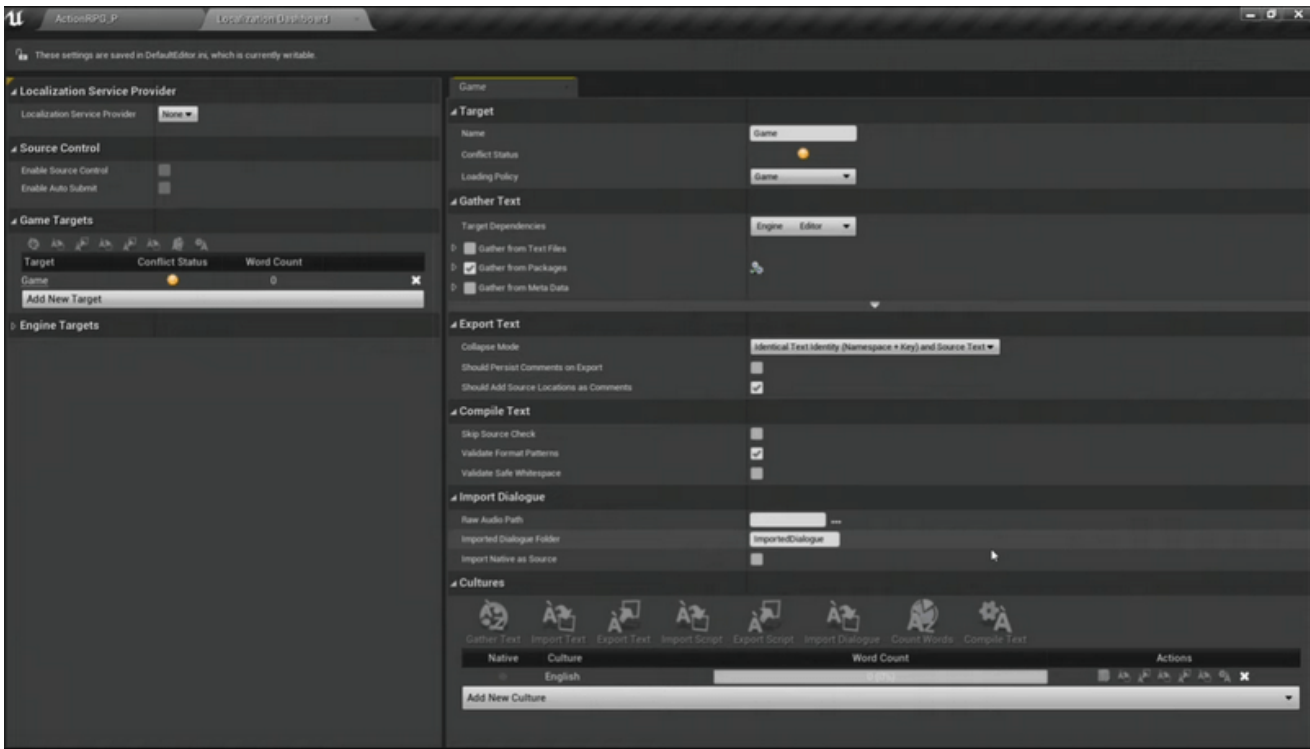 ActionRPG_P
Localization Dashboard
These settings are saved in DefaultEditor.ini, which is currently writable.
Localization Service Provider
Localization Service Provider None
Source Control
Enable Source Control
Enable Auto Submit
Game Targets
Target Conflict Status Word Count
Game 0
Add New Target
Engine Targets
Game
Target
Name Game
Conflict Status
Loading Policy Game
Gather Text
Target Dependencies Engine Editor
Gather from Text Files
Gather from Packages
Gather from Meta Data
Export Text
Collapse Mode Identical Text Identity (Namespace + Key) and Source Text
Should Persist Comments on Export
Should Add Source Locations as Comments
Compile Text
Skip Source Check
Validate Format Patterns
Validate Safe Whitespace
Import Dialogue
Raw Audio Path ...
Imported Dialogue Folder ImportedDialogue
Import Native as Source
Cultures
Gather Text Import Text Export Text Import Script Export Script Import Dialogue Count Words Compile Text
Native Culture Word Count Actions
English 0 (0%)
Add New Culture